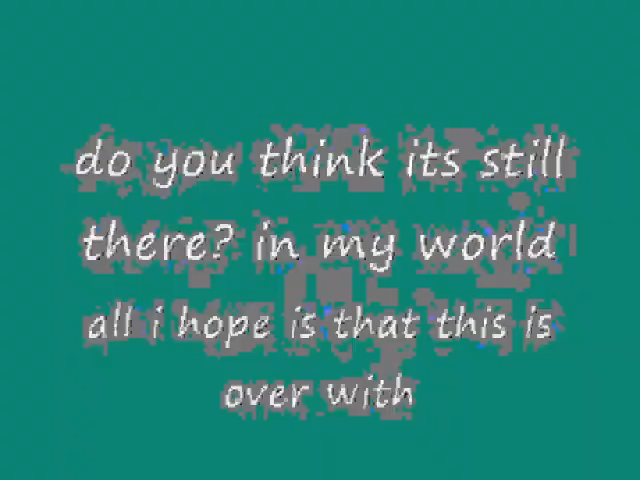 do you think its still
there? in my world
all i hope is that this is
over with